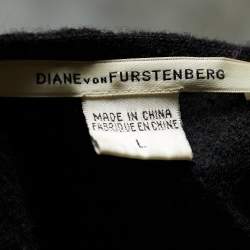 DIANE VON FURSTENBERG
MADE IN CHINA
FABRIQUE EN CHINE
L